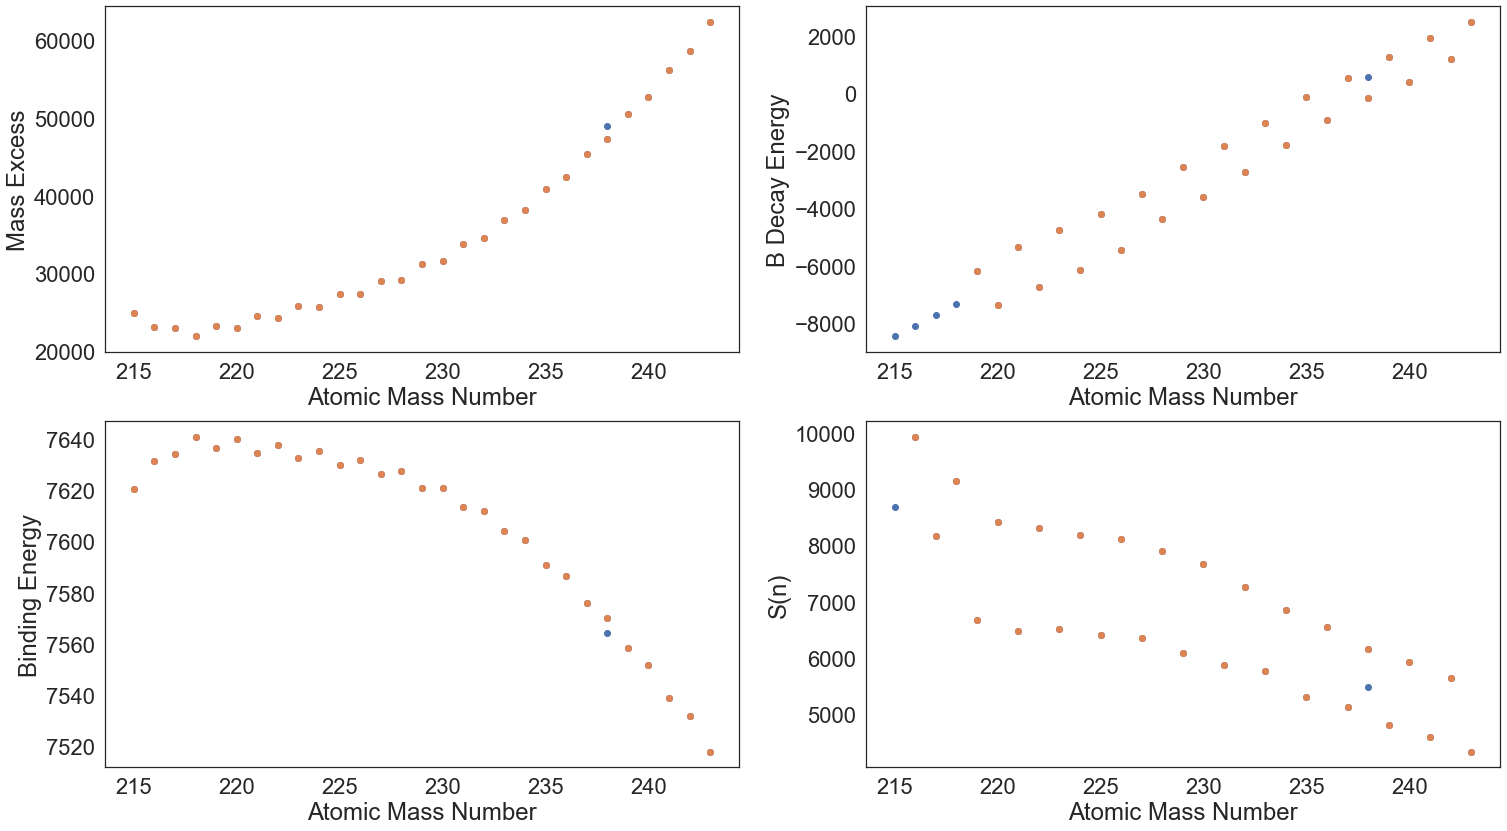 60000
50000
40000
30000
20000
Mass Excess
215 220 225 230 235 240
Atomic Mass Number
2000
0
−2000
−4000
−6000
−8000
B Decay Energy
215 220 225 230 235 240
Atomic Mass Number
7640
7620
7600
7580
7560
7540
7520
Binding Energy
215 220 225 230 235 240
Atomic Mass Number
10000
9000
8000
7000
6000
5000
S(n)
215 220 225 230 235 240
Atomic Mass Number